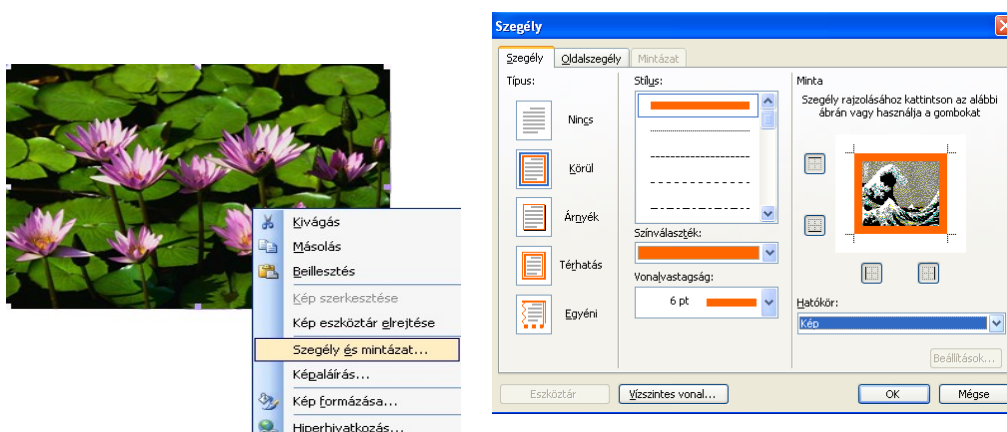 Kivágás
Másolás
Beillesztés
Kép szerkesztése
Kép eszköztár elrejtése
Szegély és mintázat...
Képaláírás...
Kép formázása...
Hiperhivatkozás...
Szegély
Szegély Oldalszegély Mintázat
Típus:
Nincs
Körül
Árnyék
Térhatás
Egyéni
Stílus:
Színválaszték:
Vonalvastagság:
6 pt
Minta
Szegély rajzolásához kattintson az alábbi
ábrán vagy használja a gombokat
Hatókör:
Kép
Beállítások...
Eszköztár Vízszintes vonal... OK Mégse